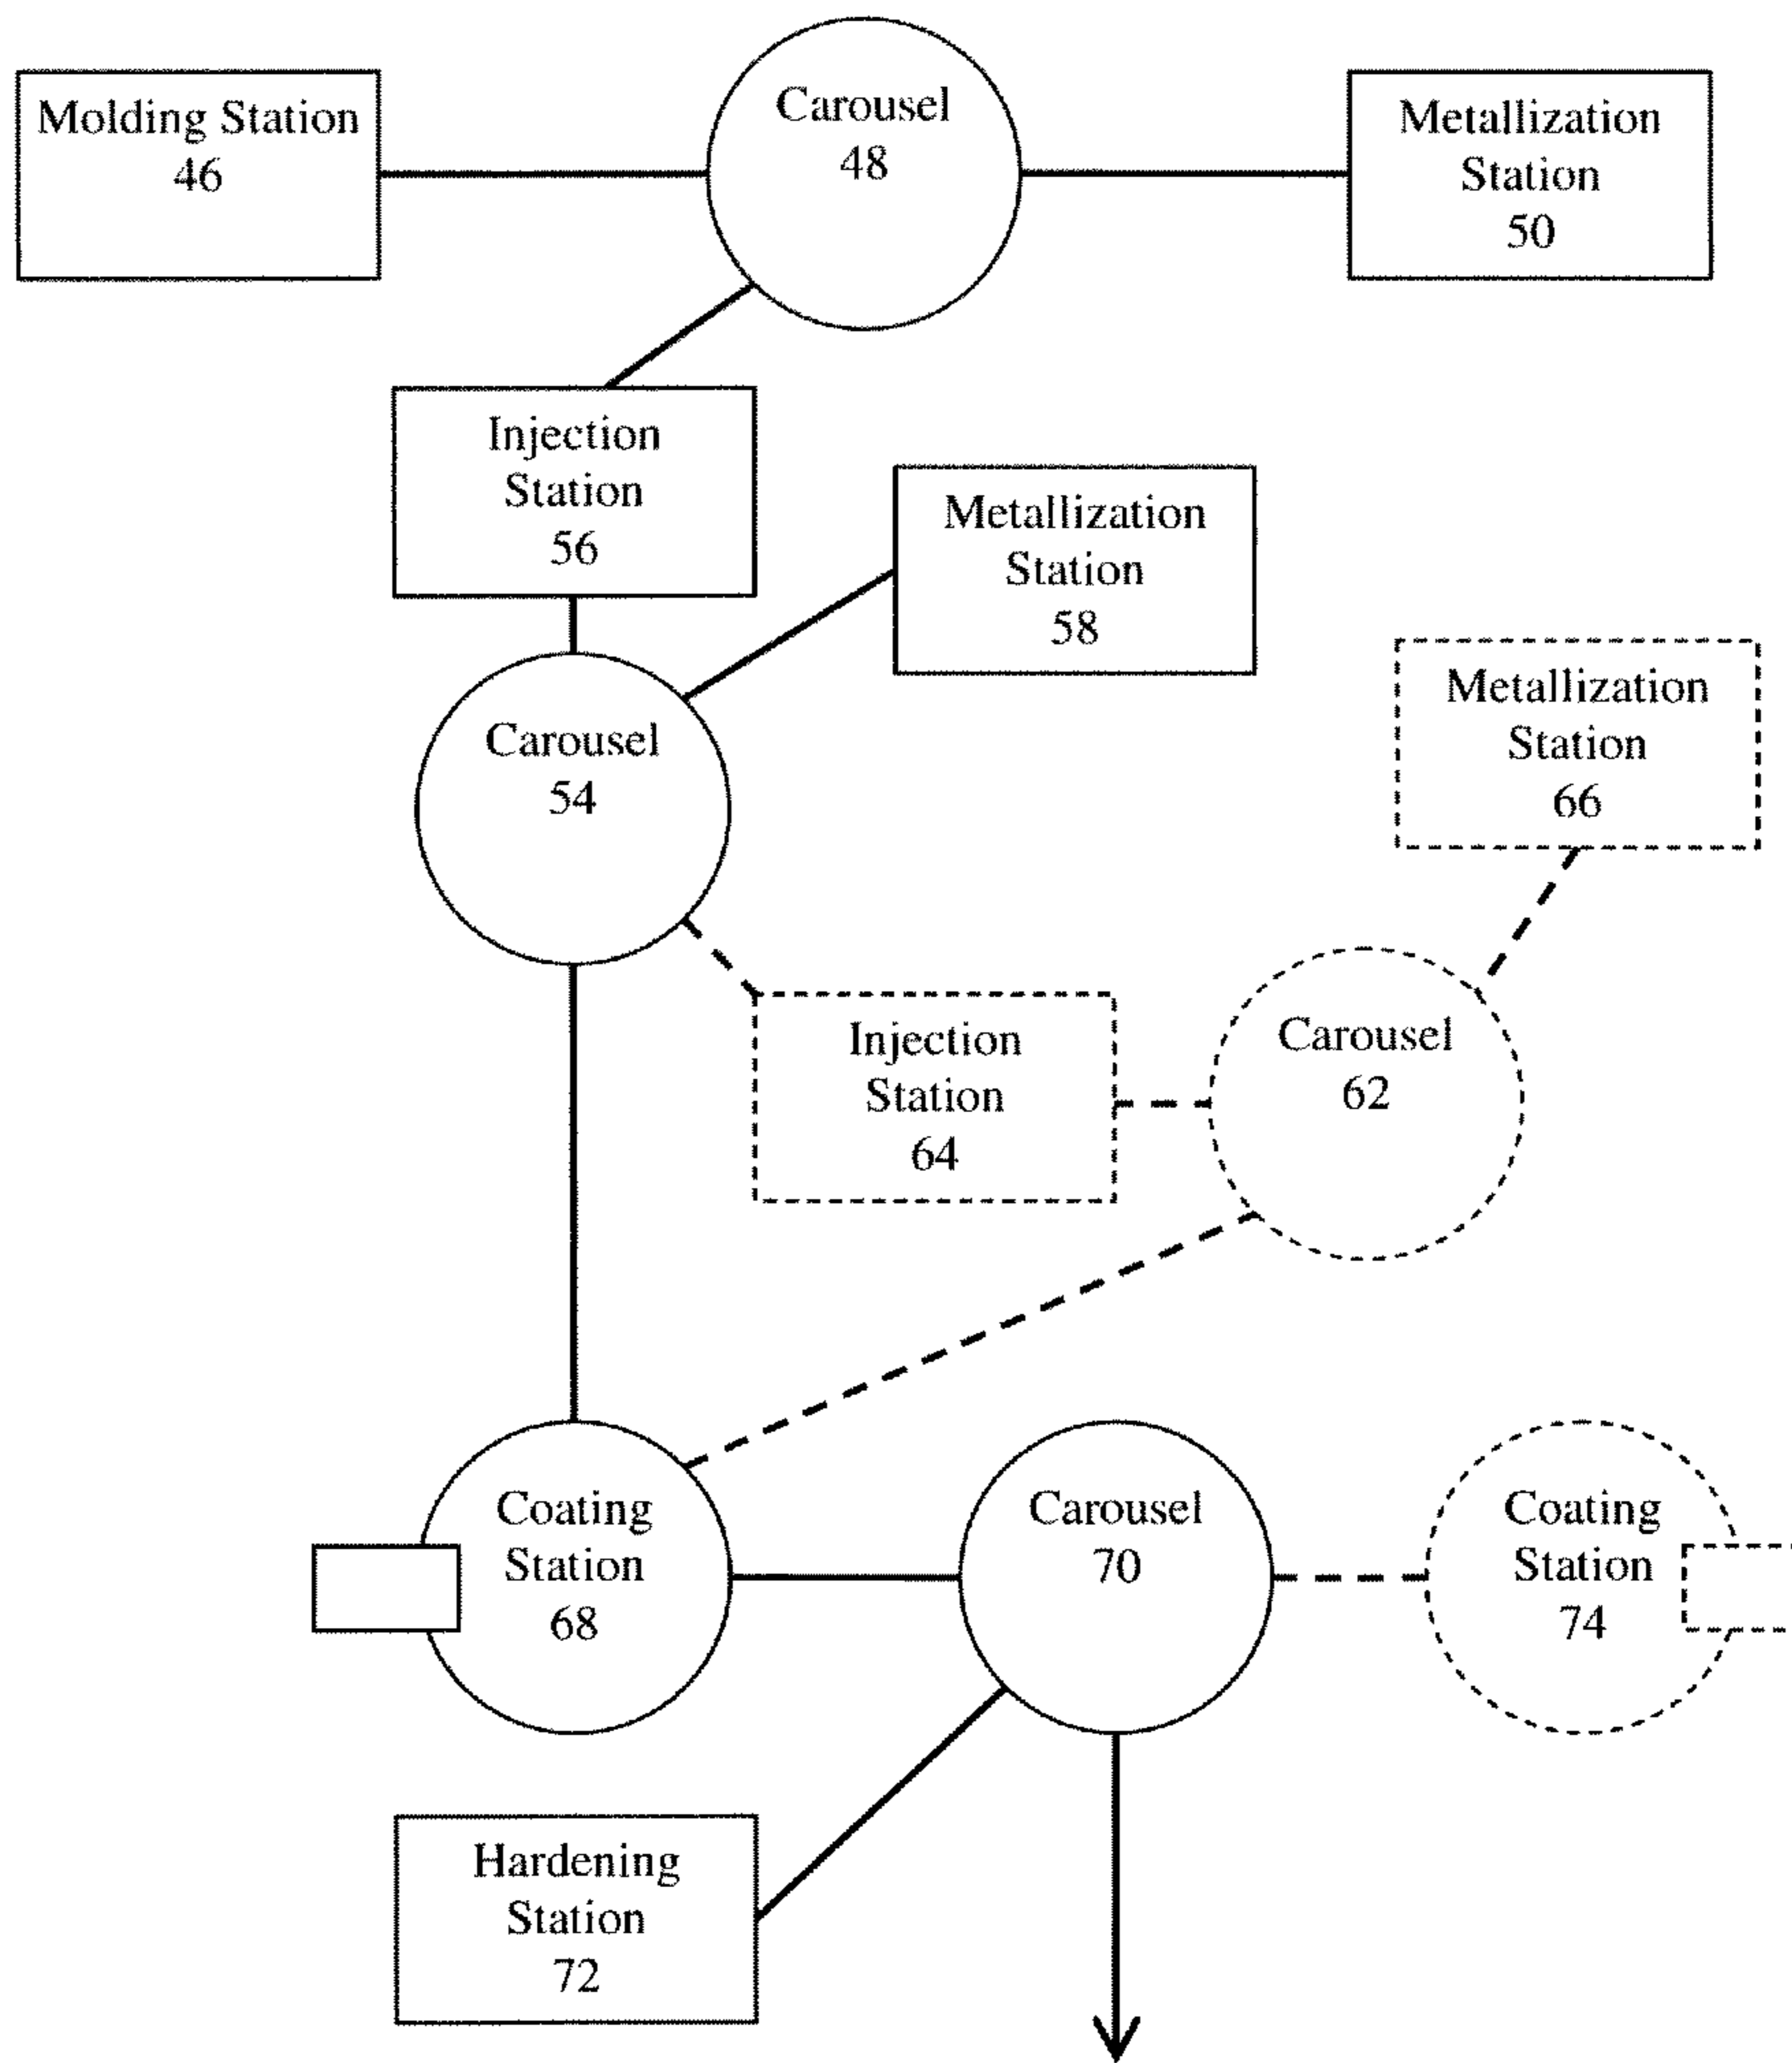 Molding Station
46
Carousel
48
Metallization
Station
50
Injection
Station
56
Metallization
Station
58
Carousel
54
Metallization
Station
66
Injection
Station
64
Carousel
62
Coating
Station
68
Carousel
70
Coating
Station
74
Hardening
Station
72